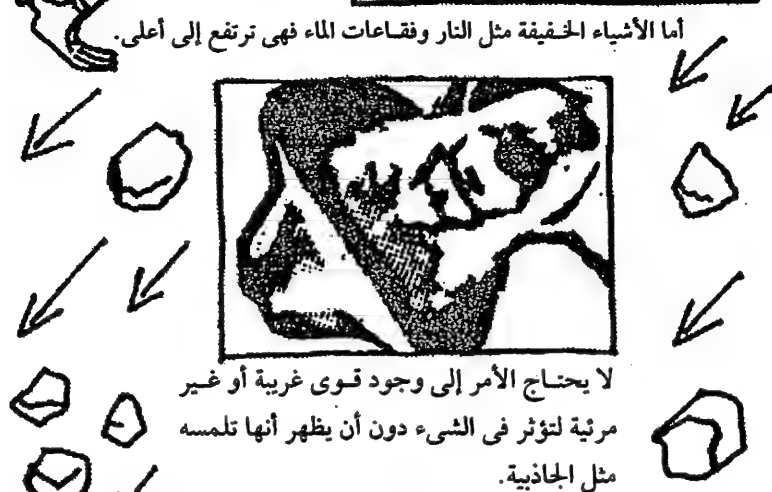 أما الأشياء الخفيفة مثل النار وفقاعات الماء فهى ترتفع إلى أعلى.
لا يحتاج الأمر إلى وجود قوى غريبة أو غير
مرئية لتؤثر فى الشىء دون أن يظهر أنها تلمسه
مثل الجاذبية.